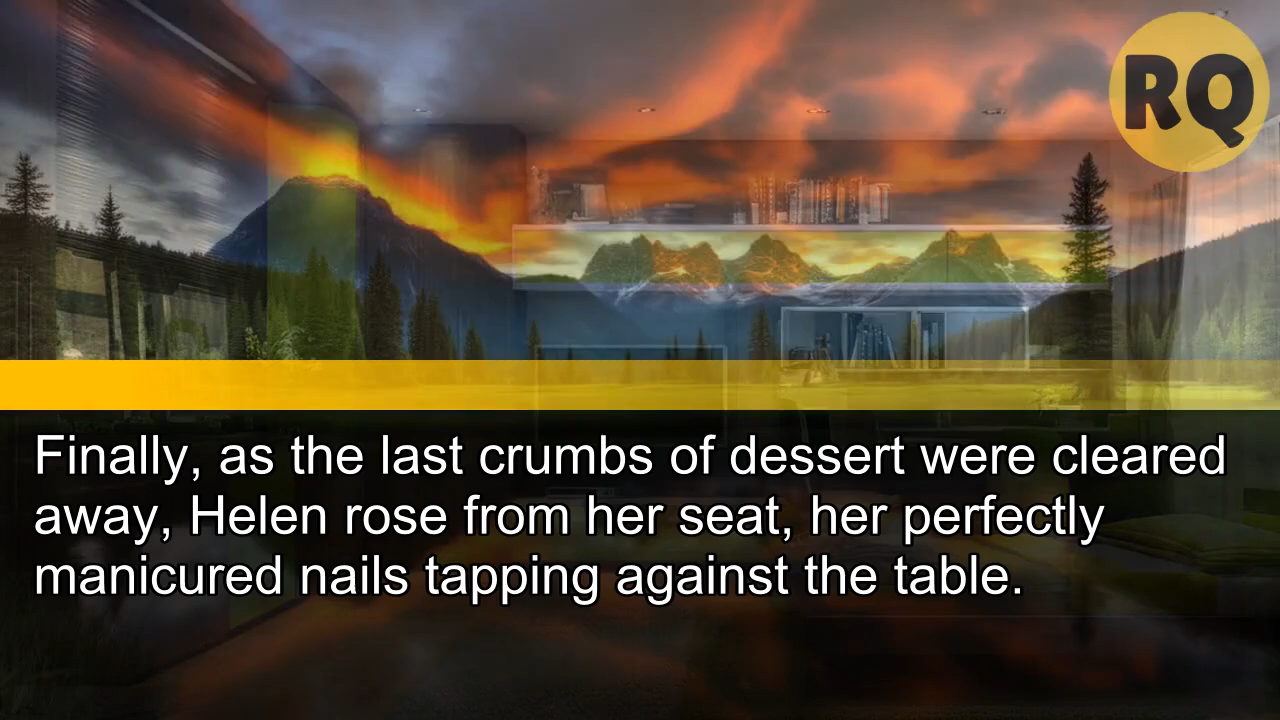 RQ
Finally, as the last crumbs of dessert were cleared
away, Helen rose from her seat, her perfectly
manicured nails tapping against the table.